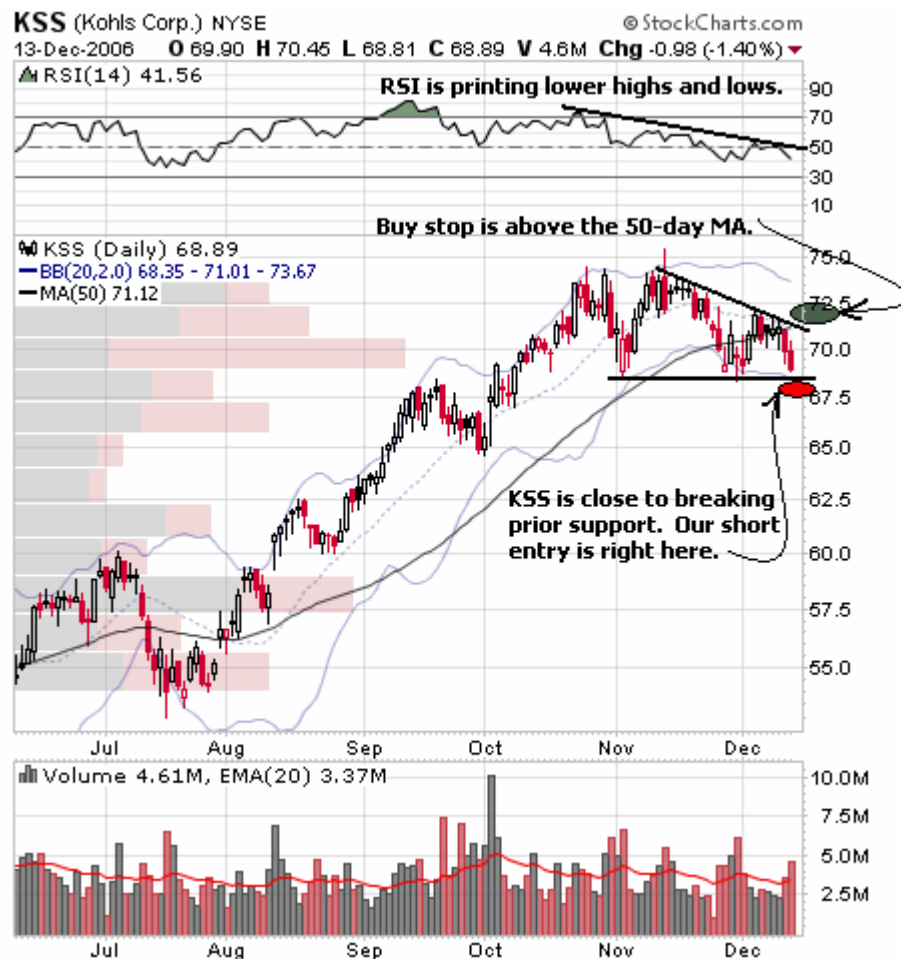 KSS (Kohls Corp.) NYSE
© StockCharts.com
13-Dec-2006 O 69.90 H 70.45 L 68.81 C 68.89 V 4.6M Chg -0.98 (-1.40%)
RSI(14) 41.56
RSI is printing lower highs and lows.
90
70
50
30
10
Buy stop is above the 50-day MA.
KSS (Daily) 68.89
BB(20,2.0) 68.35 - 71.01 - 73.67
MA(50) 71.12
75.0
72.5
70.0
67.5
65.0
62.5
60.0
57.5
55.0
KSS is close to breaking
prior support. Our short
entry is right here.
Jul Aug Sep Oct Nov Dec
Volume 4.61M, EMA(20) 3.37M
10.0M
7.5M
5.0M
2.5M
Jul Aug Sep Oct Nov Dec